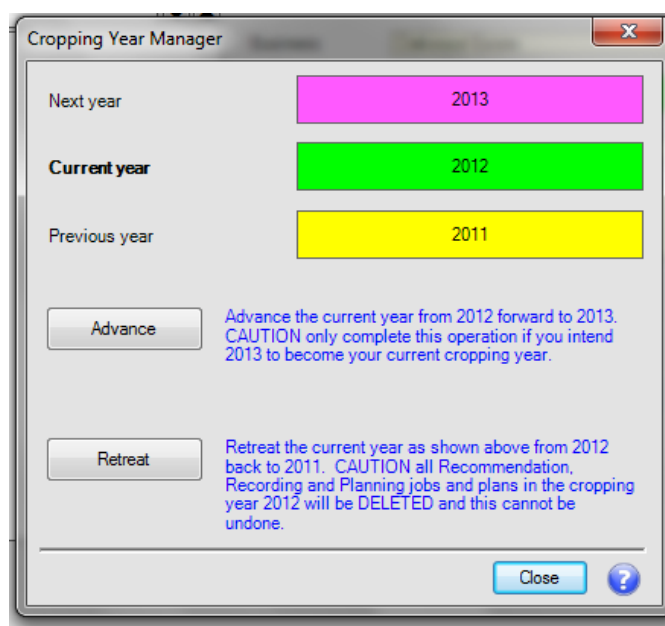 Cropping Year Manager
Next year
2013
Current year
2012
Previous year
2011
Advance
Advance the current year from 2012 forward to 2013.
CAUTION only complete this operation if you intend
2013 to become your current cropping year.
Retreat
Retreat the current year as shown above from 2012
back to 2011.  CAUTION all Recommendation,
Recording and Planning jobs and plans in the cropping
year 2012 will be DELETED and this cannot be
undone.
Close
?